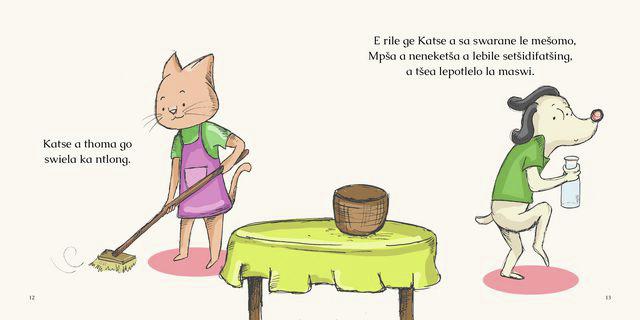 Katse a thoma go
swiela ka ntlong.
E rile ge Katse a sa swarane le mešomo,
Mpša a neneketša a lebile setšidifatšing,
a tšea lepotlelo la maswi.
12
13